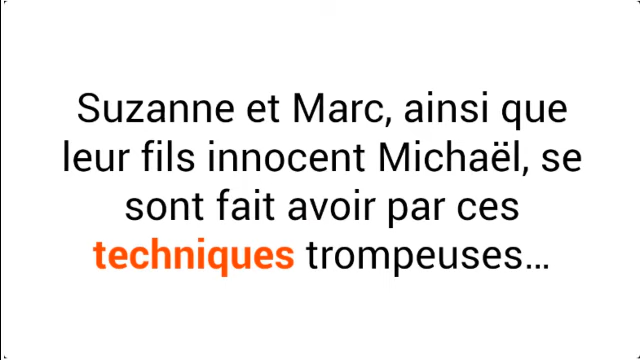 Suzanne et Marc, ainsi que
leur fils innocent Michaël, se
sont fait avoir par ces
techniques trompeuses...